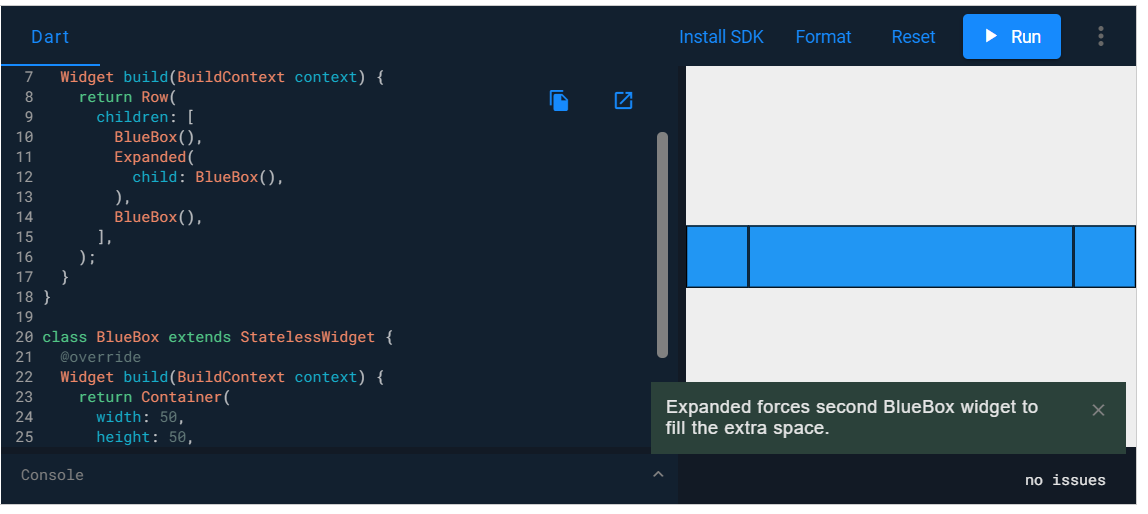 Dart
Install SDK Format Reset Run
7 Widget build(BuildContext context) {
8 return Row(
9 children: [
10 BlueBox(),
11 Expanded(
12 child: BlueBox(),
13 ),
14 BlueBox(),
15 ],
16 );
17 }
18 }
19
20 class BlueBox extends StatelessWidget {
21 @override
22 Widget build(BuildContext context) {
23 return Container(
24 width: 50,
25 height: 50,
Expanded forces second BlueBox widget to
fill the extra space.
Console
no issues